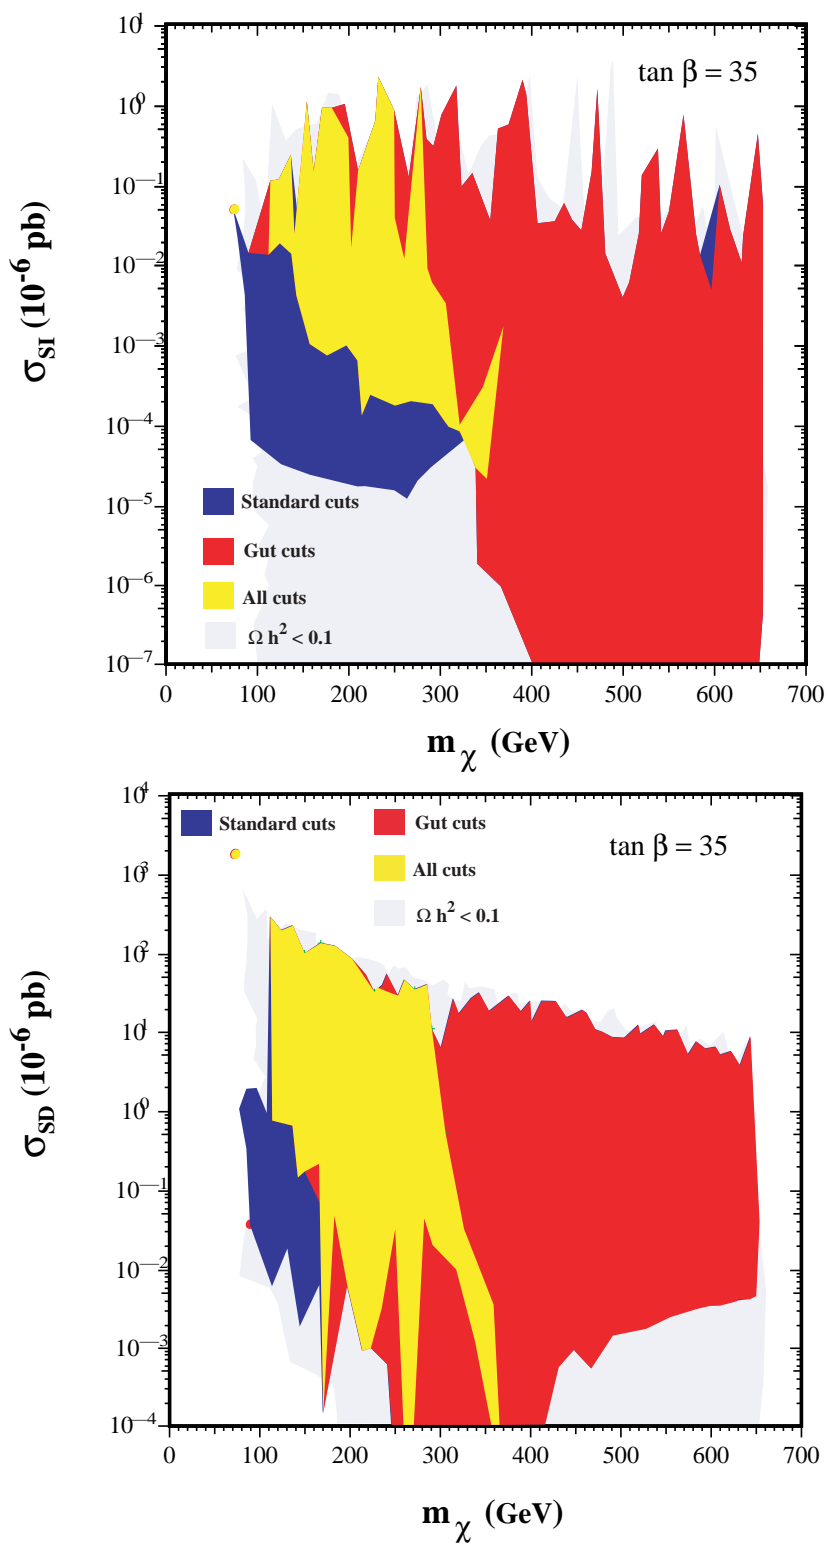 10¹
tan β = 35
10⁰
10⁻¹
10⁻²
σSI (10⁻⁶ pb)
10⁻³
10⁻⁴
10⁻⁵
Standard cuts
Gut cuts
10⁻⁶
All cuts
Ω h² < 0.1
10⁻⁷
0 100 200 300 400 500 600 700
mχ (GeV)
10⁴
Standard cuts Gut cuts
tan β = 35
10³
All cuts
Ω h² < 0.1
10²
10¹
σSD (10⁻⁶ pb)
10⁰
10⁻¹
10⁻²
10⁻³
10⁻⁴
0 100 200 300 400 500 600 700
mχ (GeV)